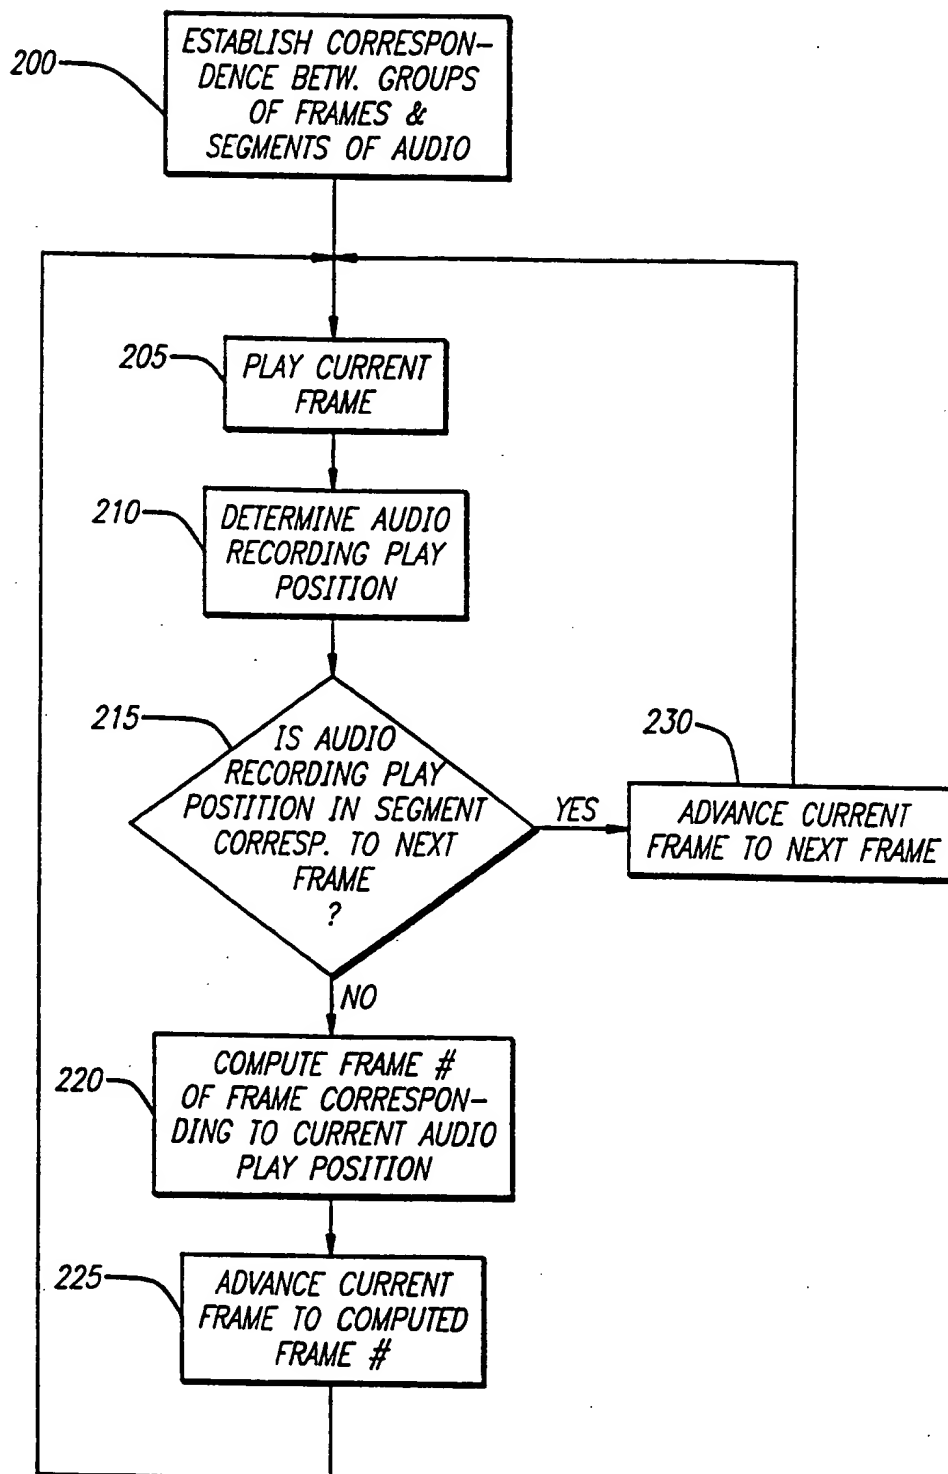 200
ESTABLISH CORRESPON-
DENCE BETW. GROUPS
OF FRAMES &
SEGMENTS OF AUDIO
205
PLAY CURRENT
FRAME
210
DETERMINE AUDIO
RECORDING PLAY
POSITION
215
IS AUDIO
RECORDING PLAY
POSTITION IN SEGMENT
CORRESP. TO NEXT
FRAME
?
YES
230
ADVANCE CURRENT
FRAME TO NEXT FRAME
NO
220
COMPUTE FRAME #
OF FRAME CORRESPON-
DING TO CURRENT AUDIO
PLAY POSITION
225
ADVANCE CURRENT
FRAME TO COMPUTED
FRAME #